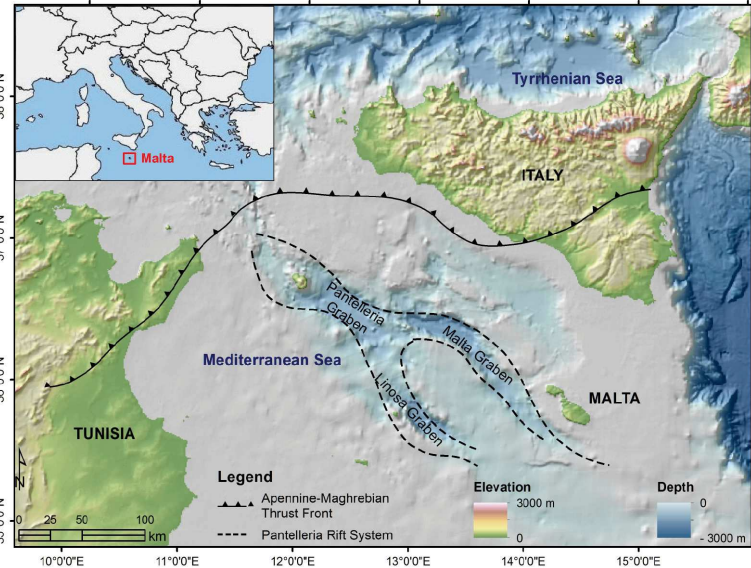 Malta
Tyrrhenian Sea
ITALY
Pantelleria
Graben
Malta Graben
Mediterranean Sea
Linosa Graben
MALTA
TUNISIA
Legend
Apennine-Maghrebian
Thrust Front
Pantelleria Rift System
Elevation
3000 m
0
Depth
0
- 3000 m
N
0 25 50 100
km
10°0'0"E 11°0'0"E 12°0'0"E 13°0'0"E 14°0'0"E 15°0'0"E